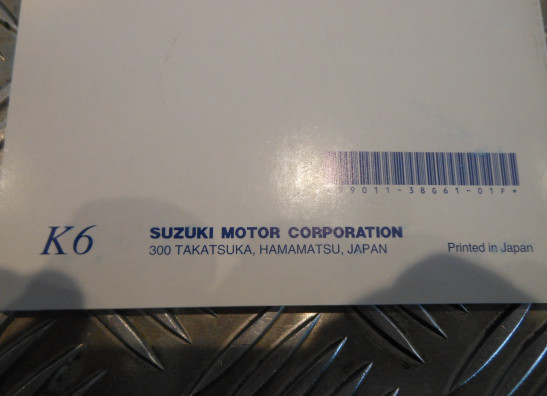 99011-38G61-01F*
K6
SUZUKI MOTOR CORPORATION
300 TAKATSUKA, HAMAMATSU, JAPAN
Printed in Japan